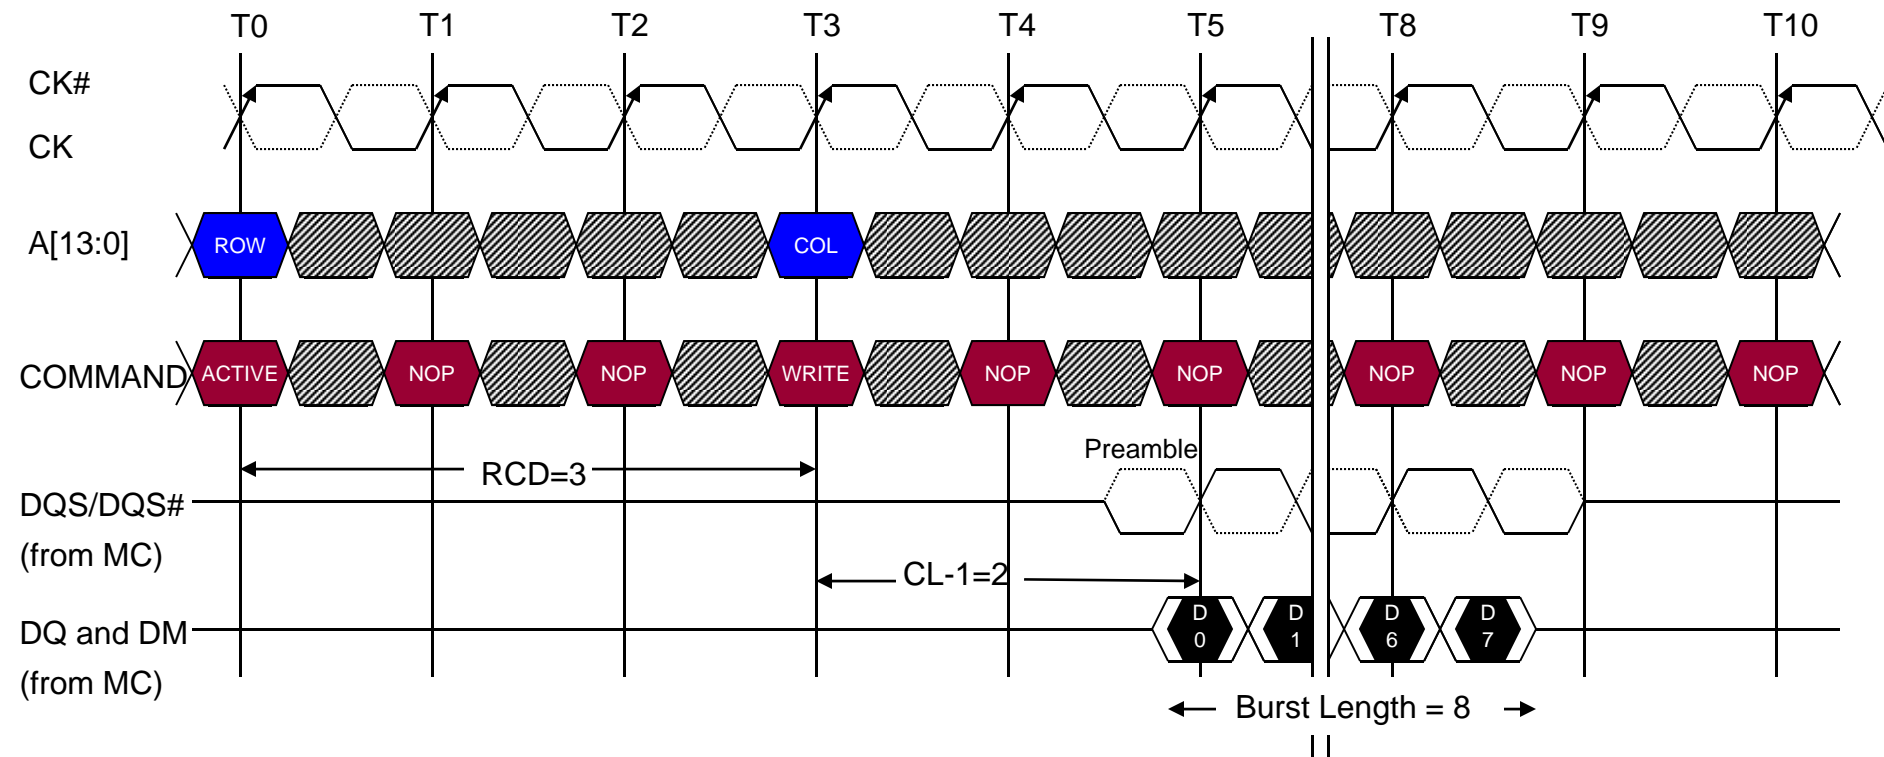 T0 T1 T2 T3 T4 T5 T8 T9 T10
CK#
CK
A[13:0] ROW COL
COMMAND ACTIVE NOP NOP WRITE NOP NOP NOP NOP NOP
Preamble
RCD=3
DQS/DQS#
(from MC)
CL-1=2
D D D D
0 1 6 7
DQ and DM
(from MC)
Burst Length = 8